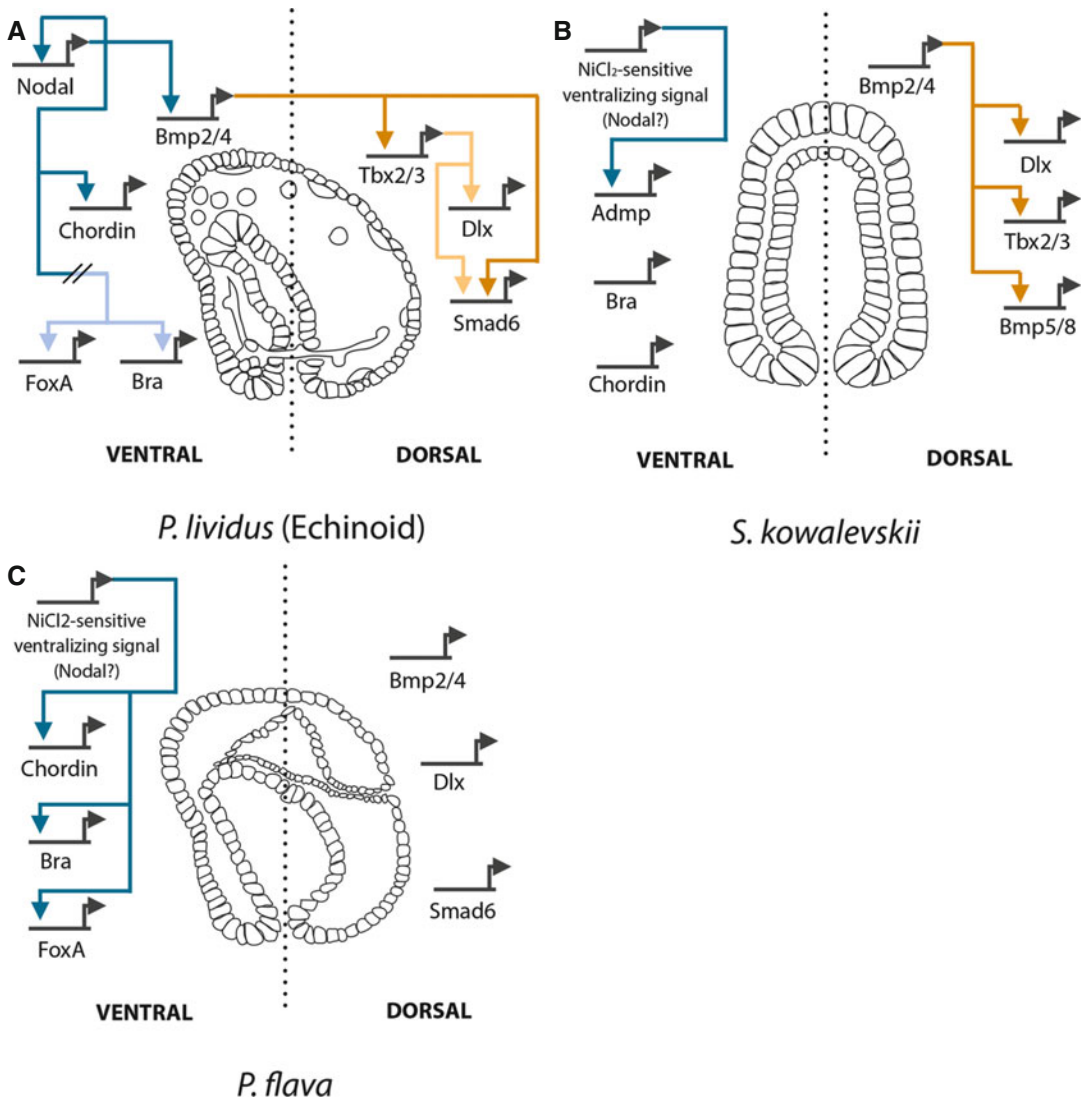 A
Nodal
Bmp2/4
Tbx2/3
Chordin
Dlx
Smad6
FoxA
Bra
VENTRAL
DORSAL
P. lividus (Echinoid)
B
NiCl₂-sensitive
ventralizing signal
(Nodal?)
Bmp2/4
Dlx
Admp
Tbx2/3
Bra
Bmp5/8
Chordin
VENTRAL
DORSAL
S. kowalevskii
C
NiCl2-sensitive
ventralizing signal
(Nodal?)
Bmp2/4
Chordin
Dlx
Bra
Smad6
FoxA
VENTRAL
DORSAL
P. flava